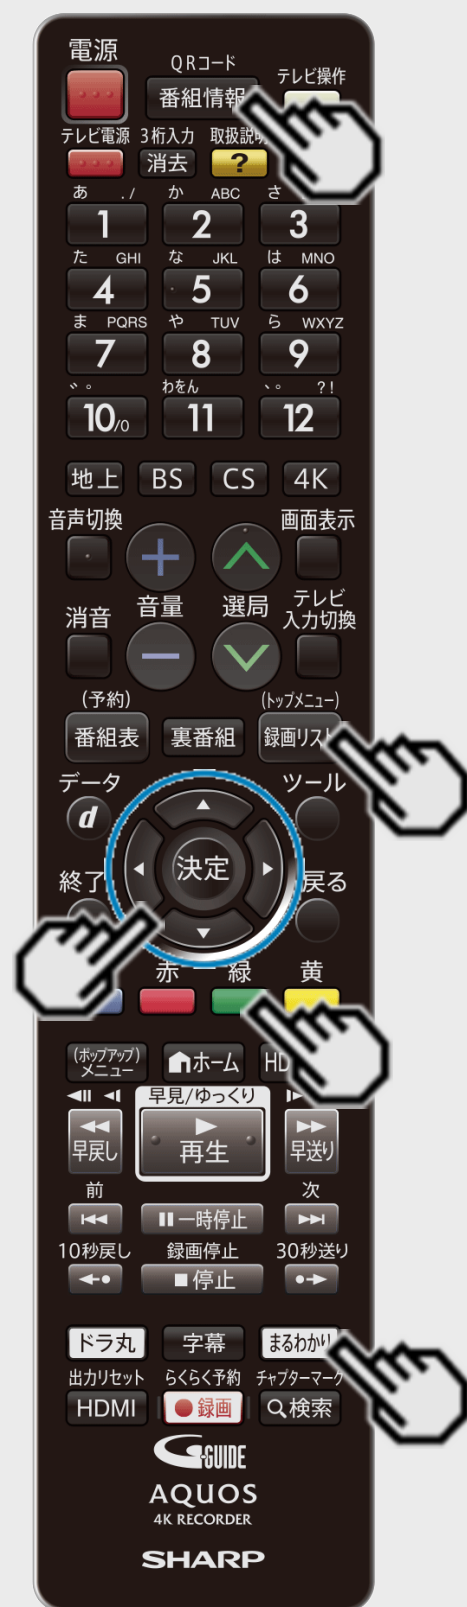 電源
QRコード
テレビ操作
番組情報
テレビ電源 3桁入力 取扱説明
消去 ?
あ ./ か ABC さ
1 2 3
た GHI な JKL は MNO
4 5 6
ま PQRS や TUV ら WXYZ
7 8 9
゛゜ わをん 、。 ?!
10/0 11 12
地上 BS CS 4K
音声切換 画面表示
消音 音量 選局 テレビ
入力切換
(予約) (トップメニュー)
番組表 裏番組 録画リスト
データ ツール
d
決定
終了 戻る
赤 緑 黄
(ポップアップ)
メニュー ホーム HD
早見/ゆっくり
早戻し 再生 早送り
前 次
一時停止
10秒戻し 録画停止 30秒送り
停止
ドラ丸 字幕 まるわかり
出力リセット らくらく予約 チャプターマーク
HDMI 録画 検索
G-GUIDE
AQUOS
4K RECORDER
SHARP